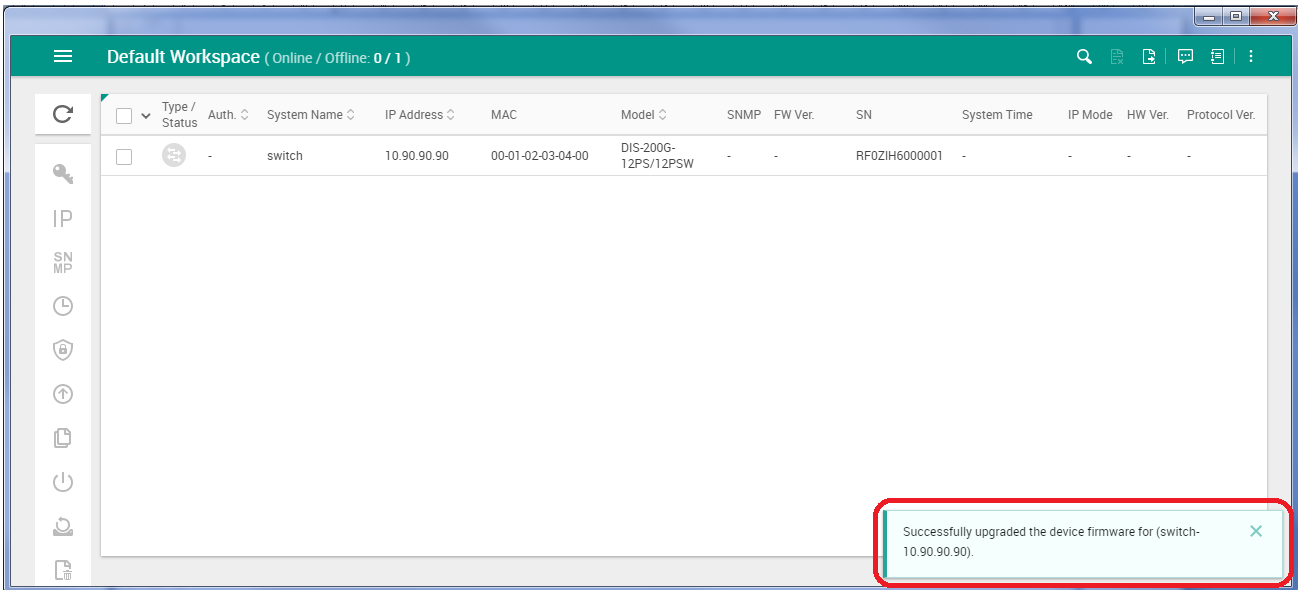 Default Workspace ( Online / Offline: 0 / 1 )
Type / Status Auth. System Name IP Address MAC Model SNMP FW Ver. SN System Time IP Mode HW Ver. Protocol Ver.
- switch 10.90.90.90 00-01-02-03-04-00 DIS-200G-12PS/12PSW - - RF0ZIH6000001 - - - -
IP
SN
MP
Successfully upgraded the device firmware for (switch-
10.90.90.90).